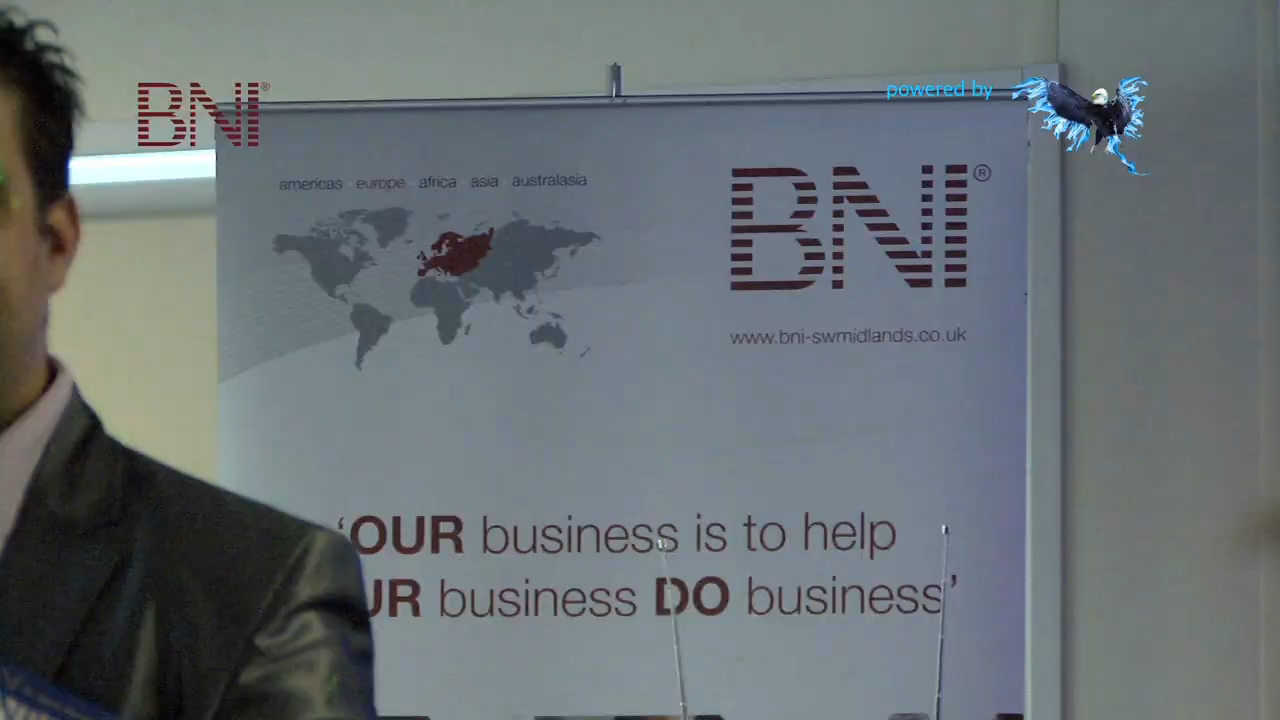 BNI®
powered by
americas europe africa asia australasia
BNI®
www.bni-swmidlands.co.uk
'OUR business is to help
UR business DO business'